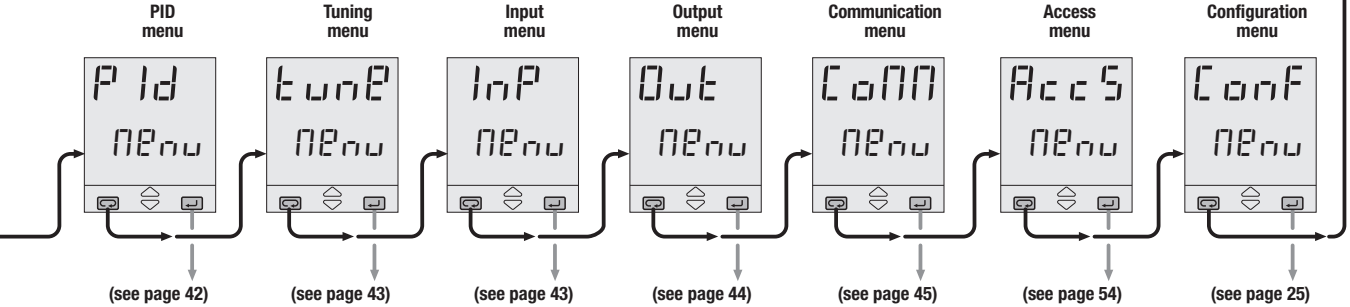 PID menu
Tuning menu
Input menu
Output menu
Communication menu
Access menu
Configuration menu
PId
MEnu
tunE
MEnu
InP
MEnu
Out
MEnu
CoMM
MEnu
AccS
MEnu
ConF
MEnu
(see page 42)
(see page 43)
(see page 43)
(see page 44)
(see page 45)
(see page 54)
(see page 25)